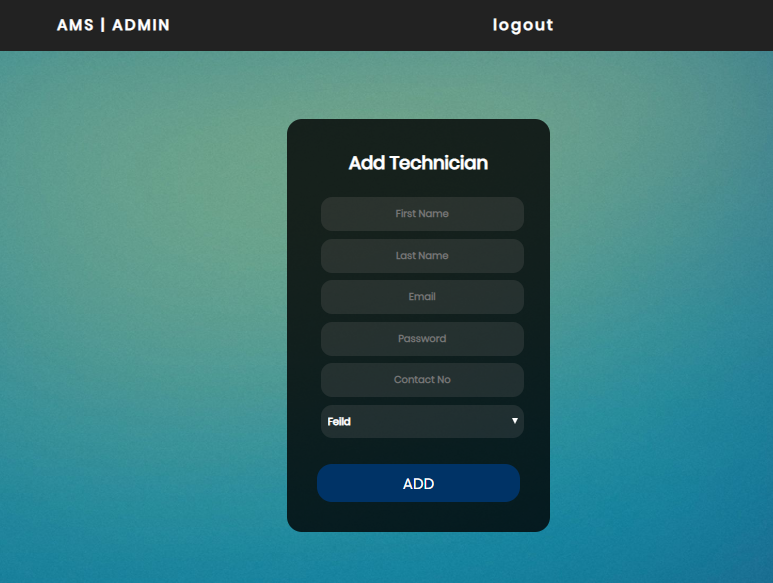 AMS | ADMIN logout
Add Technician
First Name
Last Name
Email
Password
Contact No
Feild
ADD